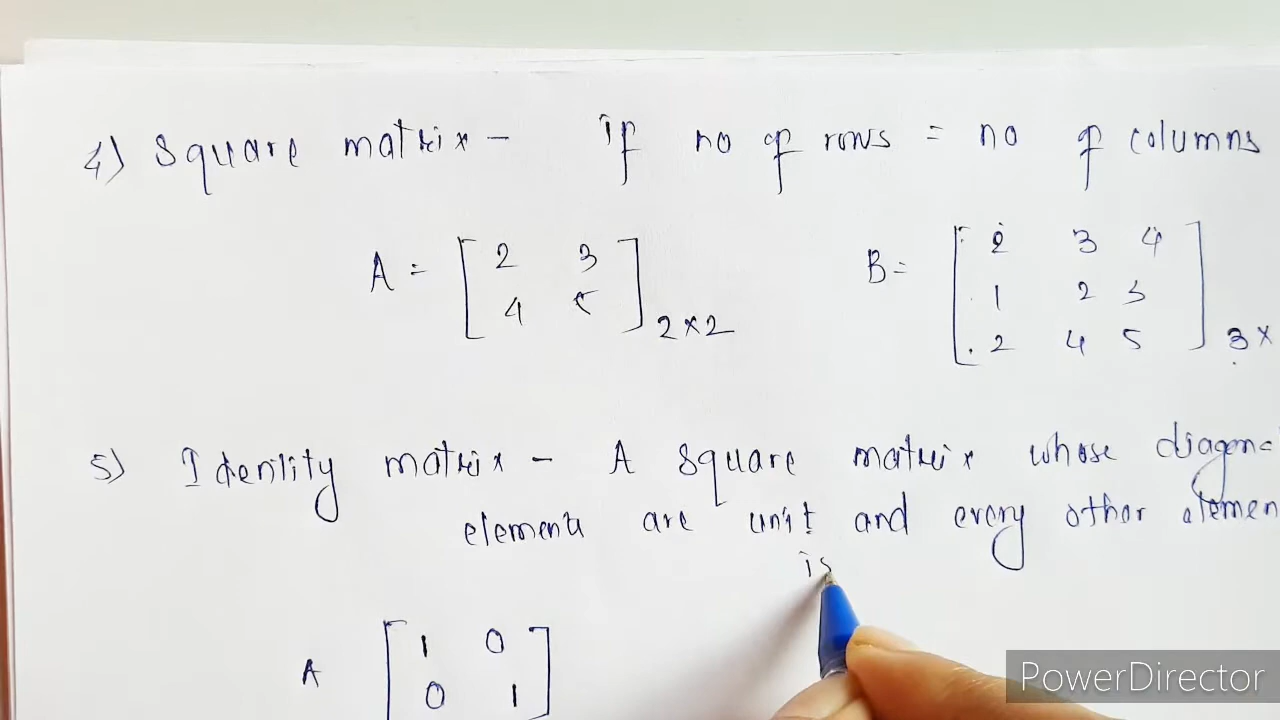 4) Square matrix - if no of rows = no of columns
A = [ 2 3
4 5 ] 2×2
B = [ 2 3 4
1 2 3
2 4 5 ] 3×
5) Identity matrix - A square matrix whose diagona
elements are unit and every other elemen
is
A [ 1 0
0 1 ]
PowerDirector